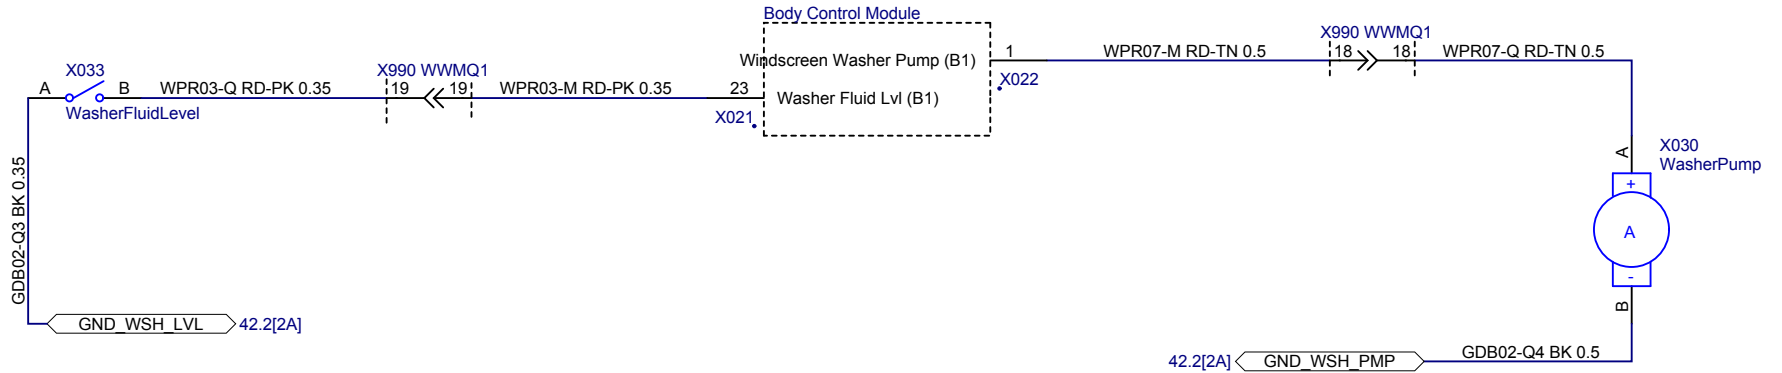 Body Control Module
X990 WWMQ1
Windscreen Washer Pump (B1)
1
WPR07-M RD-TN 0.5
18
18
WPR07-Q RD-TN 0.5
X022
X033
X990 WWMQ1
A
B
WPR03-Q RD-PK 0.35
19
19
WPR03-M RD-PK 0.35
23
Washer Fluid Lvl (B1)
WasherFluidLevel
X021
A
X030
WasherPump
+
A
-
B
GDB02-Q3 BK 0.35
GND_WSH_LVL
42.2[2A]
42.2[2A]
GND_WSH_PMP
GDB02-Q4 BK 0.5